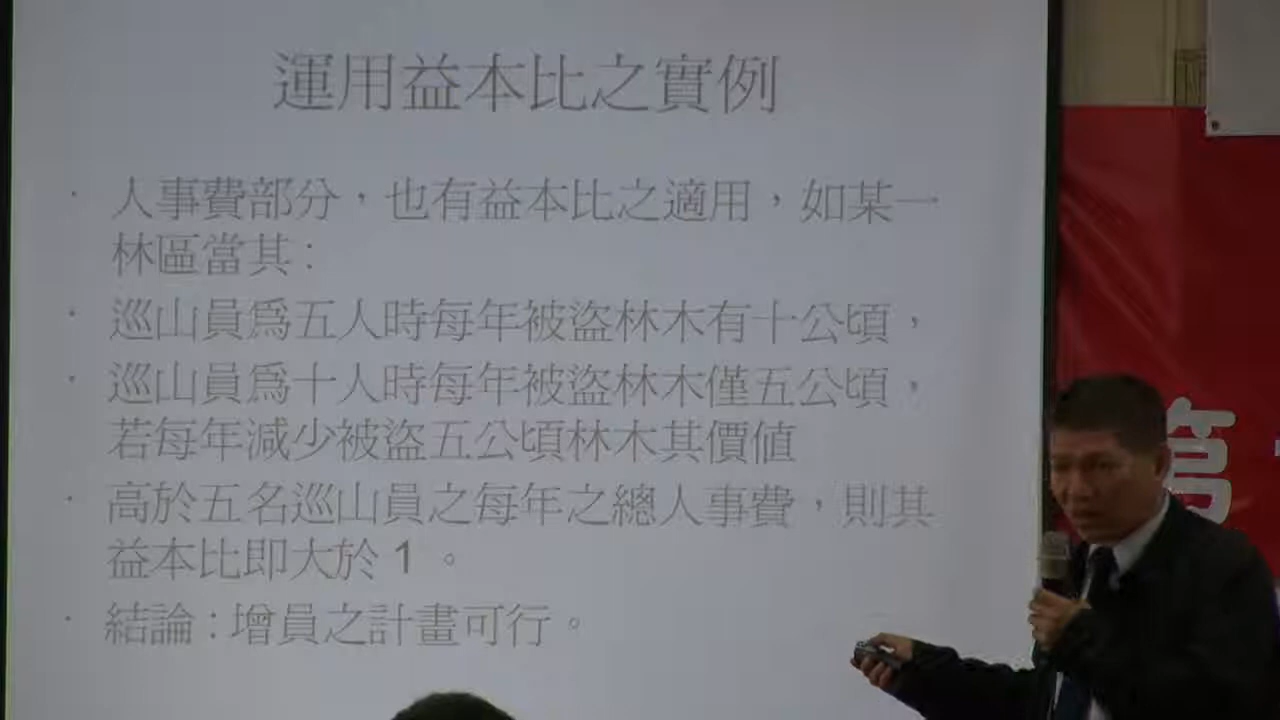 運用益本比之實例
· 人事費部分，也有益本比之適用，如某一
林區當其：
· 巡山員為五人時每年被盜林木有十公頃，
· 巡山員為十人時每年被盜林木僅五公頃，
若每年減少被盜五公頃林木其價值
· 高於五名巡山員之每年之總人事費，則其
益本比即大於 1 。
· 結論：增員之計畫可行。
第